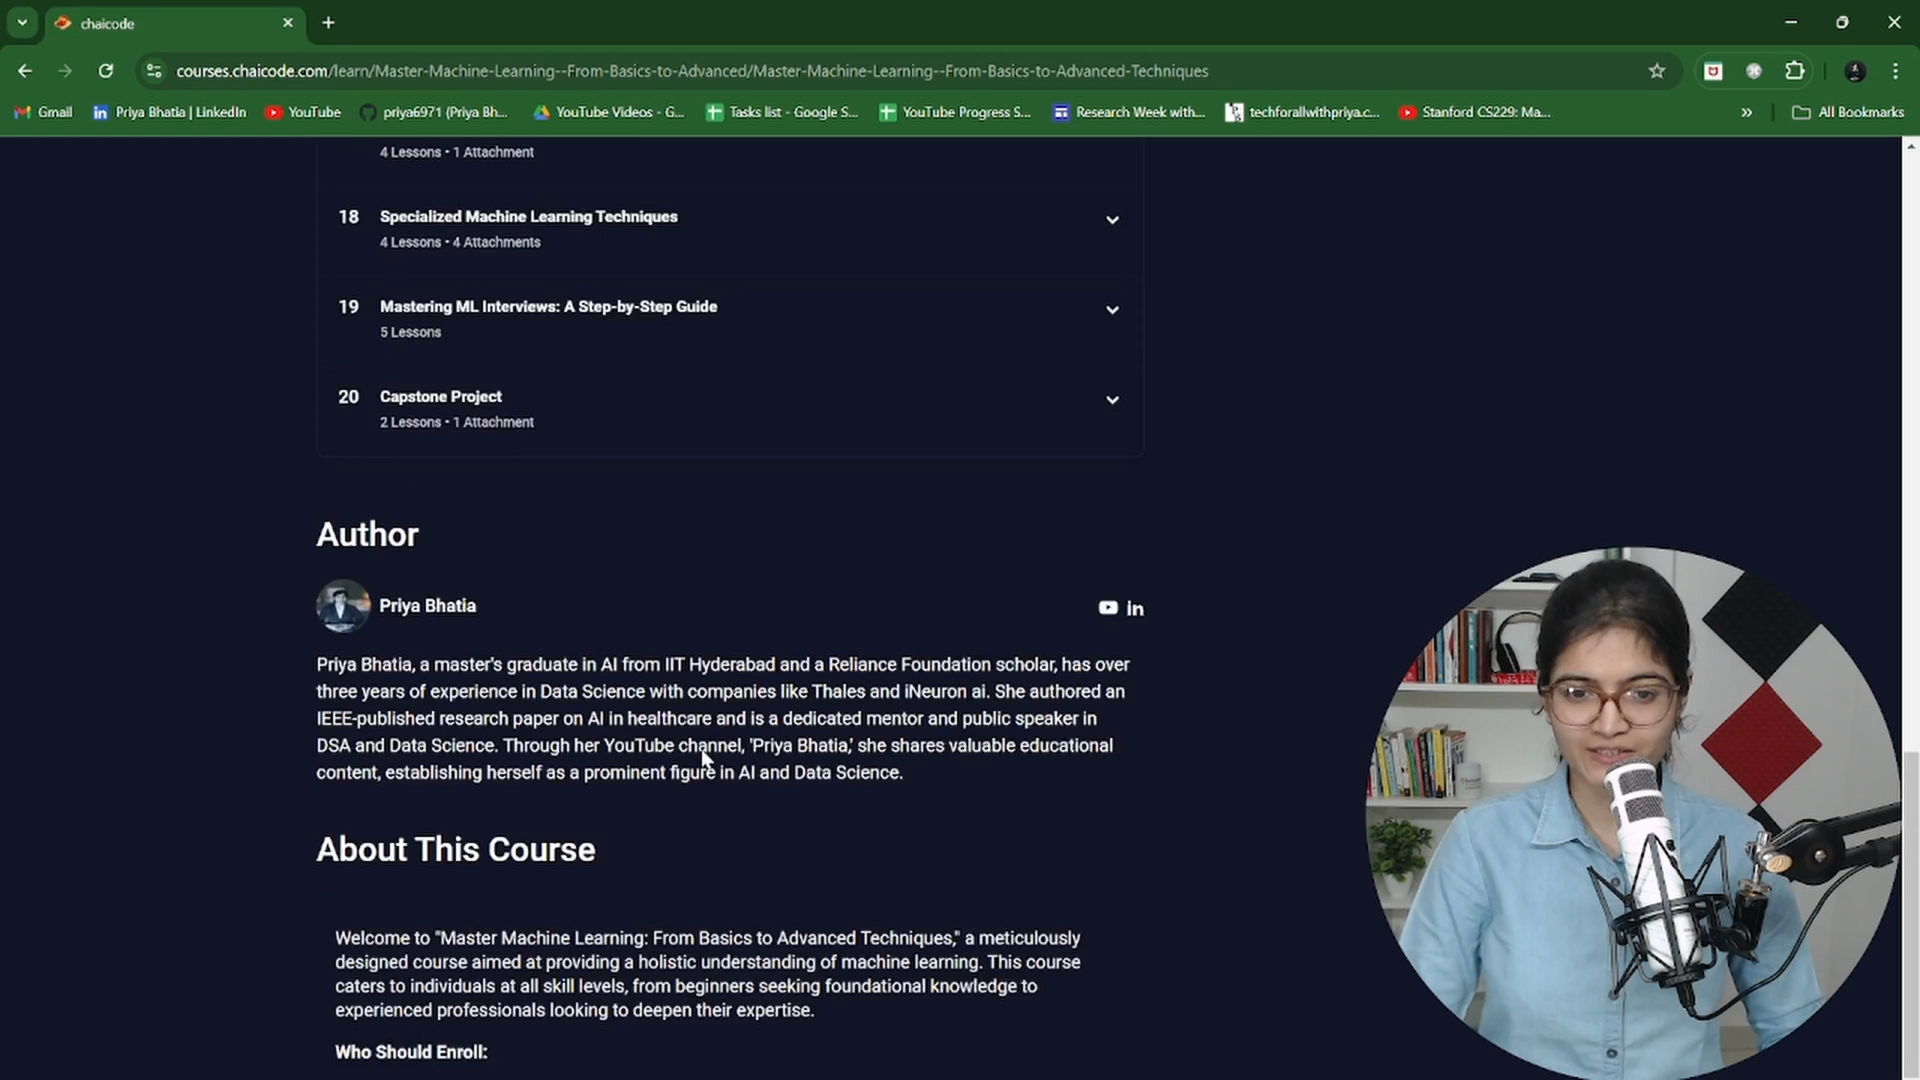 chaicode
courses.chaicode.com/learn/Master-Machine-Learning--From-Basics-to-Advanced/Master-Machine-Learning--From-Basics-to-Advanced-Techniques
Gmail
Priya Bhatia | LinkedIn
YouTube
priya6971 (Priya Bh...
YouTube Videos - G...
Tasks list - Google S...
YouTube Progress S...
Research Week with...
techforallwithpriya.c...
Stanford CS229: Ma...
»
All Bookmarks
4 Lessons • 1 Attachment
18 Specialized Machine Learning Techniques
4 Lessons • 4 Attachments
19 Mastering ML Interviews: A Step-by-Step Guide
5 Lessons
20 Capstone Project
2 Lessons • 1 Attachment
Author
Priya Bhatia
in
Priya Bhatia, a master's graduate in AI from IIT Hyderabad and a Reliance Foundation scholar, has over
three years of experience in Data Science with companies like Thales and iNeuron ai. She authored an
IEEE-published research paper on AI in healthcare and is a dedicated mentor and public speaker in
DSA and Data Science. Through her YouTube channel, 'Priya Bhatia,' she shares valuable educational
content, establishing herself as a prominent figure in AI and Data Science.
About This Course
Welcome to "Master Machine Learning: From Basics to Advanced Techniques," a meticulously
designed course aimed at providing a holistic understanding of machine learning. This course
caters to individuals at all skill levels, from beginners seeking foundational knowledge to
experienced professionals looking to deepen their expertise.
Who Should Enroll: